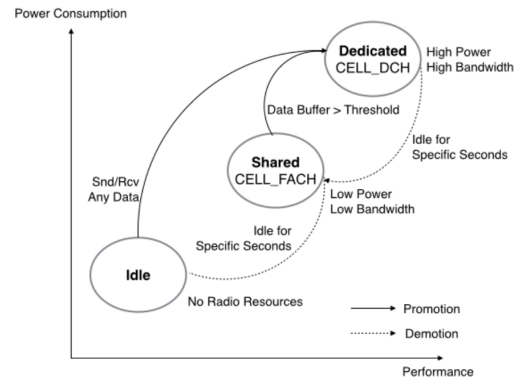 Power Consumption
Dedicated
CELL_DCH
High Power
High Bandwidth
Data Buffer > Threshold
Idle for
Specific Seconds
Shared
CELL_FACH
Snd/Rcv
Any Data
Low Power
Low Bandwidth
Idle for
Specific Seconds
Idle
No Radio Resources
Promotion
Demotion
Performance